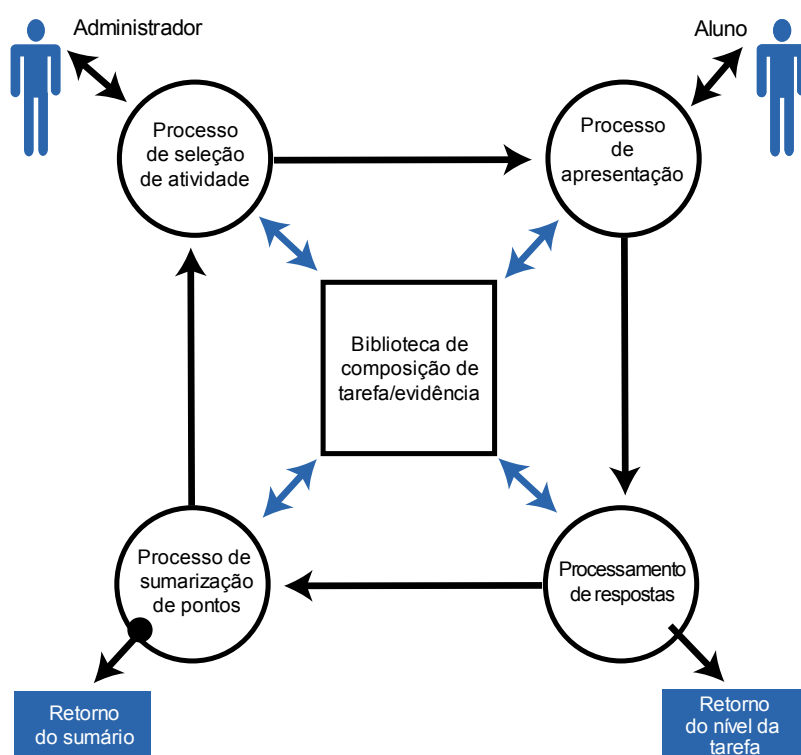 Administrador
Aluno
Processo
de seleção
de atividade
Processo
de
apresentação
Biblioteca de
composição de
tarefa/evidência
Processo de
sumarização
de pontos
Processamento
de respostas
Retorno
do sumário
Retorno
do nível da
tarefa